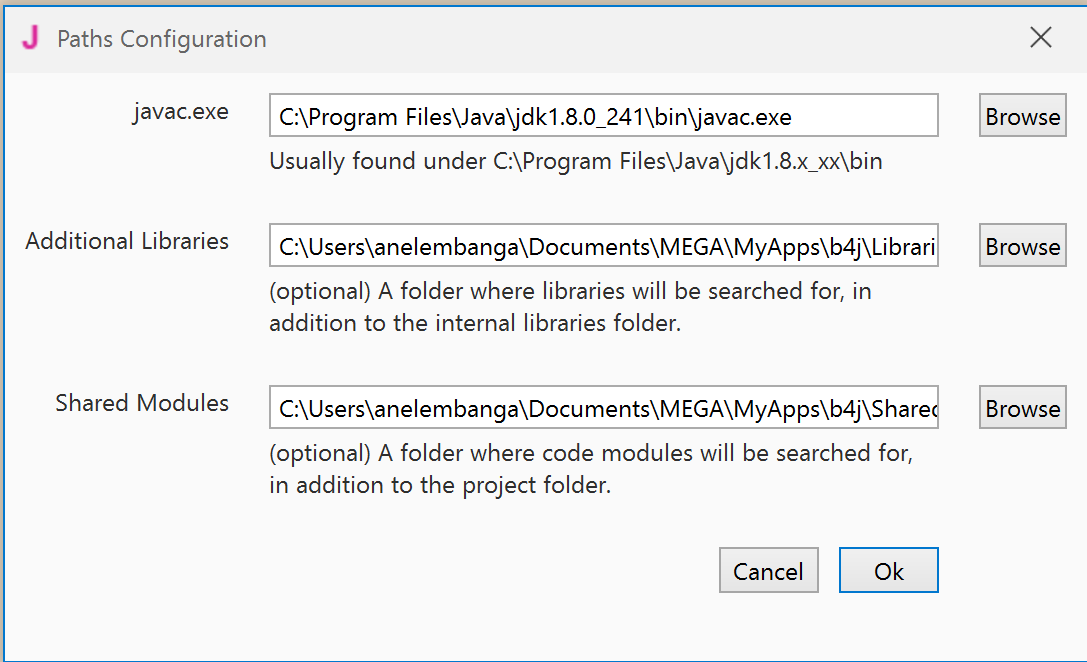 J Paths Configuration
javac.exe
C:\Program Files\Java\jdk1.8.0_241\bin\javac.exe
Browse
Usually found under C:\Program Files\Java\jdk1.8.x_xx\bin
Additional Libraries
C:\Users\anelembanga\Documents\MEGA\MyApps\b4j\Librari
Browse
(optional) A folder where libraries will be searched for, in
addition to the internal libraries folder.
Shared Modules
C:\Users\anelembanga\Documents\MEGA\MyApps\b4j\Shared
Browse
(optional) A folder where code modules will be searched for,
in addition to the project folder.
Cancel
Ok